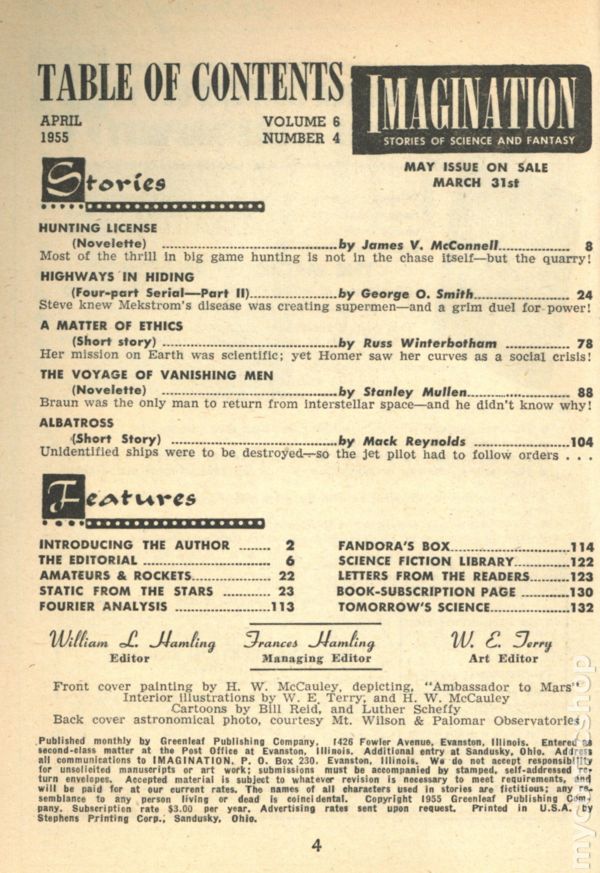 TABLE OF CONTENTS
APRIL
1955
VOLUME 6
NUMBER 4
IMAGINATION
STORIES OF SCIENCE AND FANTASY
MAY ISSUE ON SALE
MARCH 31st
Stories
HUNTING LICENSE
(Novelette) ..............................by James V. McConnell............... 8
Most of the thrill in big game hunting is not in the chase itself—but the quarry!
HIGHWAYS IN HIDING
(Four-part Serial—Part II)...............by George O. Smith.................. 24
Steve knew Mekstrom's disease was creating supermen—and a grim duel for power!
A MATTER OF ETHICS
(Short story) ..............................by Russ Winterbotham ............. 78
Her mission on Earth was scientific; yet Homer saw her curves as a social crisis!
THE VOYAGE OF VANISHING MEN
(Novelette) ..............................by Stanley Mullen..................... 88
Braun was the only man to return from interstellar space—and he didn't know why!
ALBATROSS
(Short Story) ..............................by Mack Reynolds ..................104
Unidentified ships were to be destroyed—so the jet pilot had to follow orders . . .
Features
INTRODUCING THE AUTHOR ........ 2
THE EDITORIAL ........................ 6
AMATEURS & ROCKETS............... 22
STATIC FROM THE STARS .......... 23
FOURIER ANALYSIS ...................113
FANDORA'S BOX......................114
SCIENCE FICTION LIBRARY...........122
LETTERS FROM THE READERS........123
BOOK-SUBSCRIPTION PAGE ..........130
TOMORROW'S SCIENCE...............132
William L. Hamling
Editor
Frances Hamling
Managing Editor
W. E. Terry
Art Editor
Front cover painting by H. W. McCauley, depicting, "Ambassador to Mars"
Interior illustrations by W. E. Terry, and H. W. McCauley
Cartoons by Bill Reid, and Luther Scheffy
Back cover astronomical photo, courtesy Mt. Wilson & Palomar Observatories
Published monthly by Greenleaf Publishing Company, 1426 Fowler Avenue, Evanston, Illinois. Entered as
second-class matter at the Post Office at Evanston, Illinois. Additional entry at Sandusky, Ohio. Address
all communications to IMAGINATION, P. O. Box 230, Evanston, Illinois. We do not accept responsibility
for unsolicited manuscripts or art work; submissions must be accompanied by stamped, self-addressed re-
turn envelopes. Accepted material is subject to whatever revision is necessary to meet requirements, and
will be paid for at our current rates. The names of all characters used in stories are fictitious; any re-
semblance to any person living or dead is coincidental. Copyright 1955 Greenleaf Publishing Com-
pany. Subscription rate $3.00 per year. Advertising rates sent upon request. Printed in U.S.A. by
Stephens Printing Corp., Sandusky, Ohio.
4
mycomicshop